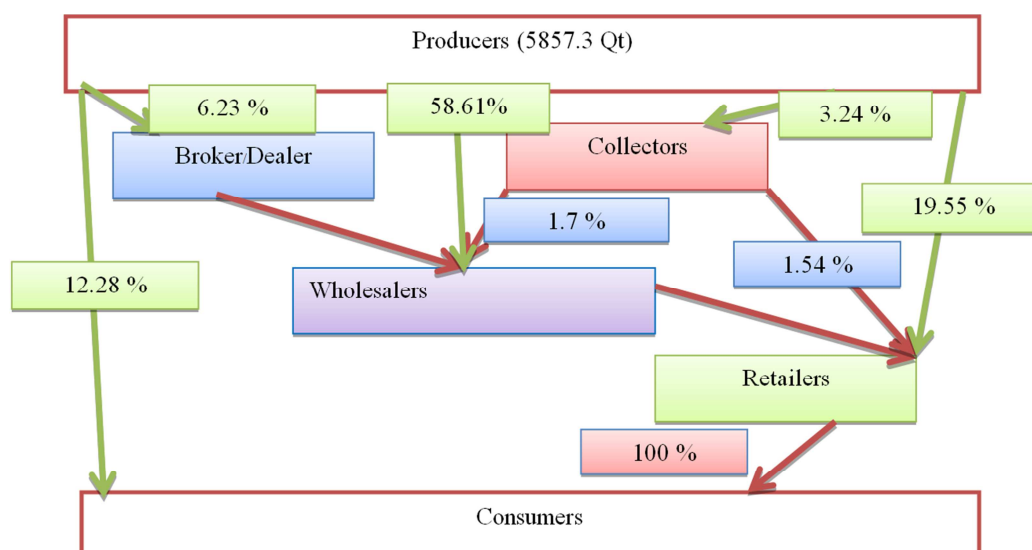 Producers (5857.3 Qt)
6.23 %
58.61%
3.24 %
Broker/Dealer
Collectors
1.7 %
19.55 %
12.28 %
1.54 %
Wholesalers
Retailers
100 %
Consumers